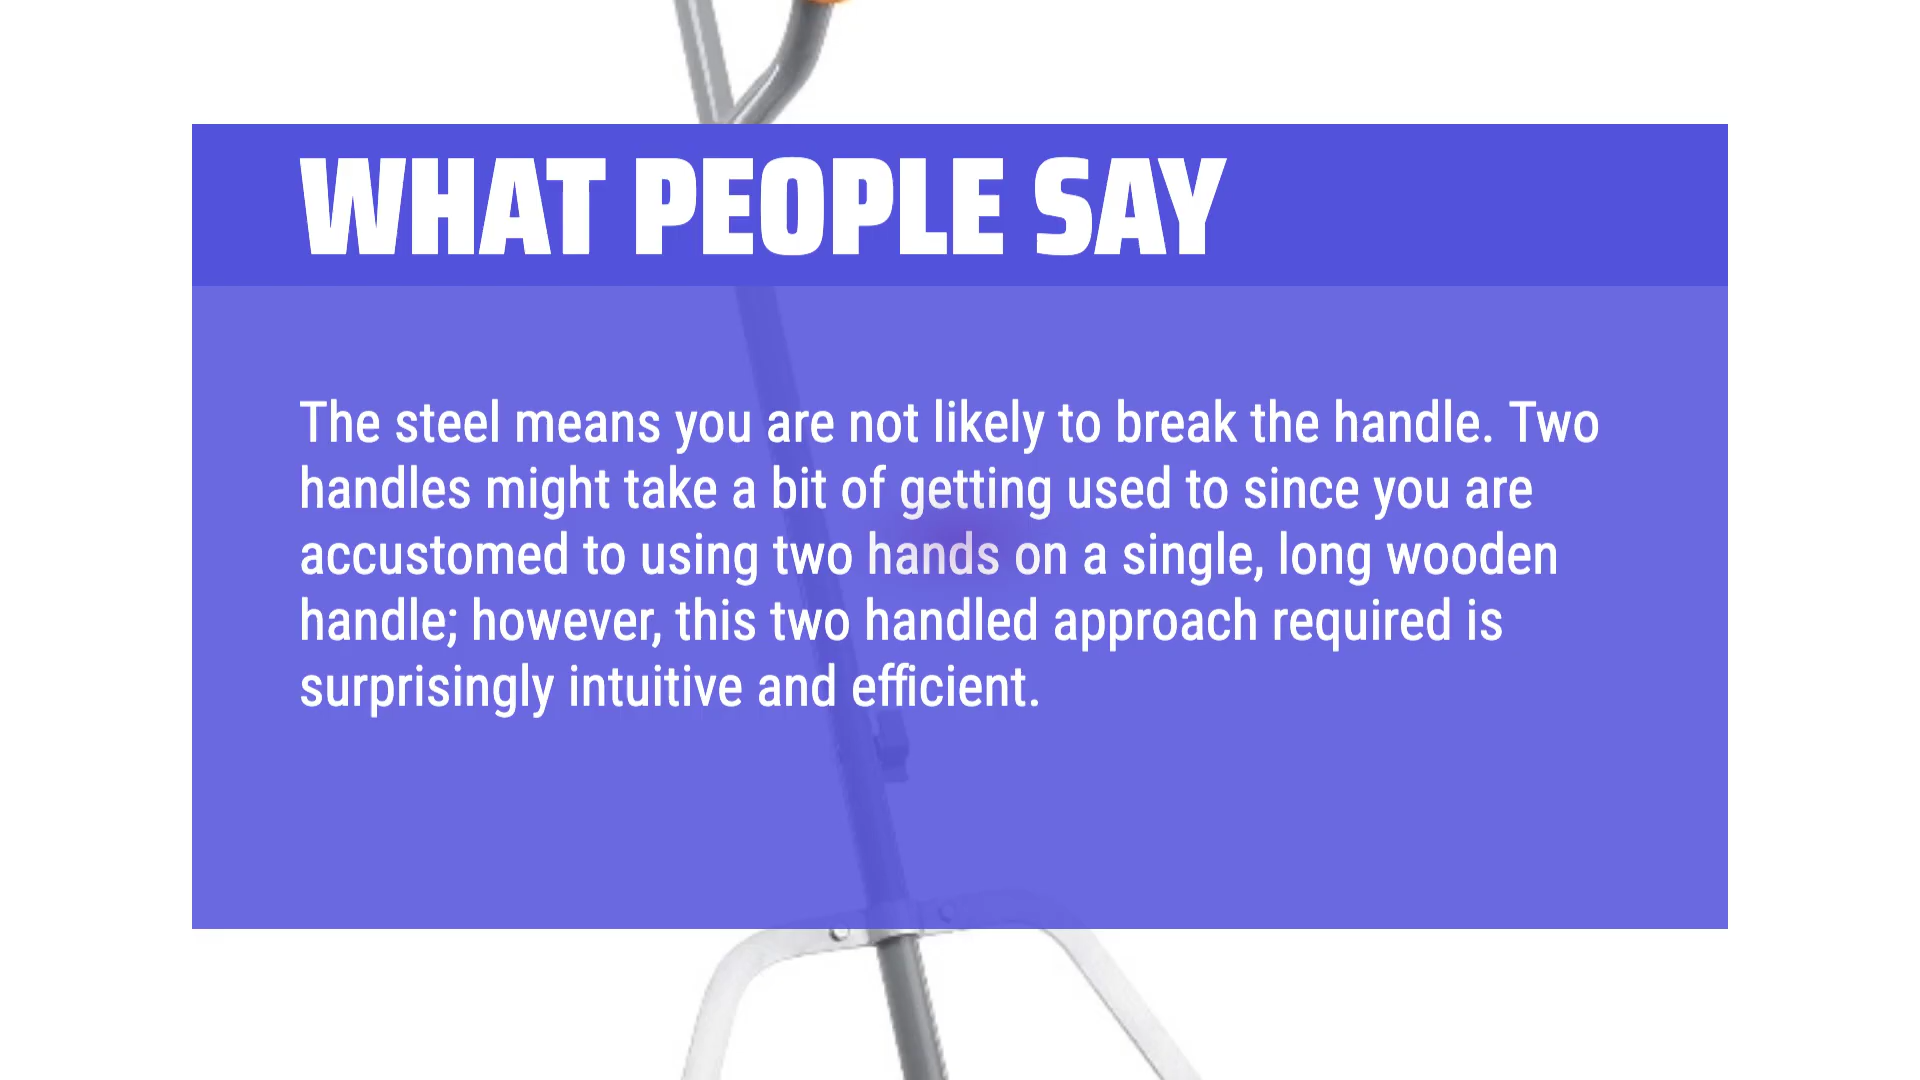 WHAT PEOPLE SAY
The steel means you are not likely to break the handle. Two
handles might take a bit of getting used to since you are
accustomed to using two hands on a single, long wooden
handle; however, this two handled approach required is
surprisingly intuitive and efficient.